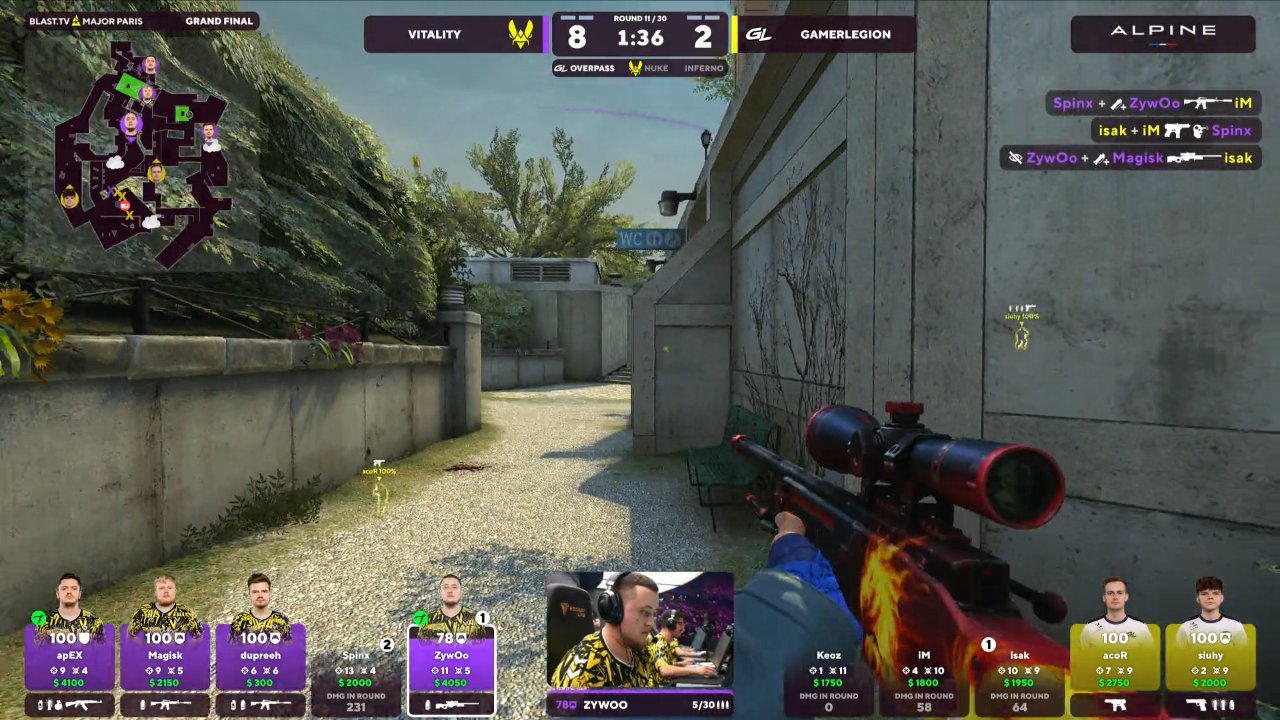 BLAST.TV MAJOR PARIS GRAND FINAL
VITALITY 8 ROUND 11 / 30 1:36 2 GL GAMERLEGION
GL OVERPASS NUKE INFERNO
ALPINE
Spinx + ZywOo iM
isak + iM Spinx
ZywOo + Magisk isak
A
B
WC
siuhy 100%
acoR 100%
100 apEX 9 4 $4100
100 Magisk 9 5 $2150
100 dupreeh 6 6 $300
2 Spinx 13 4 $2000 DMG IN ROUND 231
1 78 ZywOo 11 5 $4050
78 ZYWOO 5/30
Keoz 1 11 $1750 DMG IN ROUND 0
iM 4 10 $1800 DMG IN ROUND 58
1 isak 10 9 $1950 DMG IN ROUND 64
100 acoR 7 9 $2750
100 siuhy 2 9 $2000